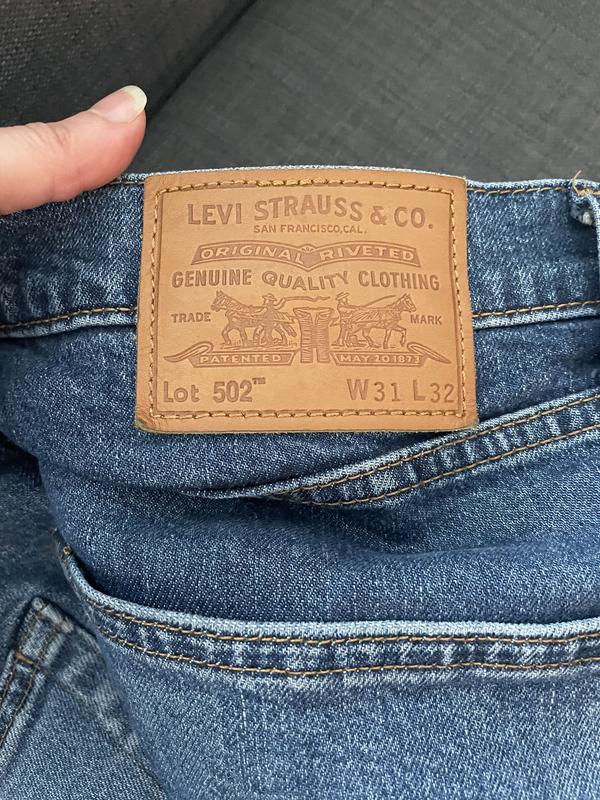 LEVI STRAUSS & CO.
SAN FRANCISCO, CAL.
ORIGINAL RIVETED
GENUINE QUALITY CLOTHING
TRADE MARK
PATENTED MAY 20 1873
Lot 502™ W31 L32